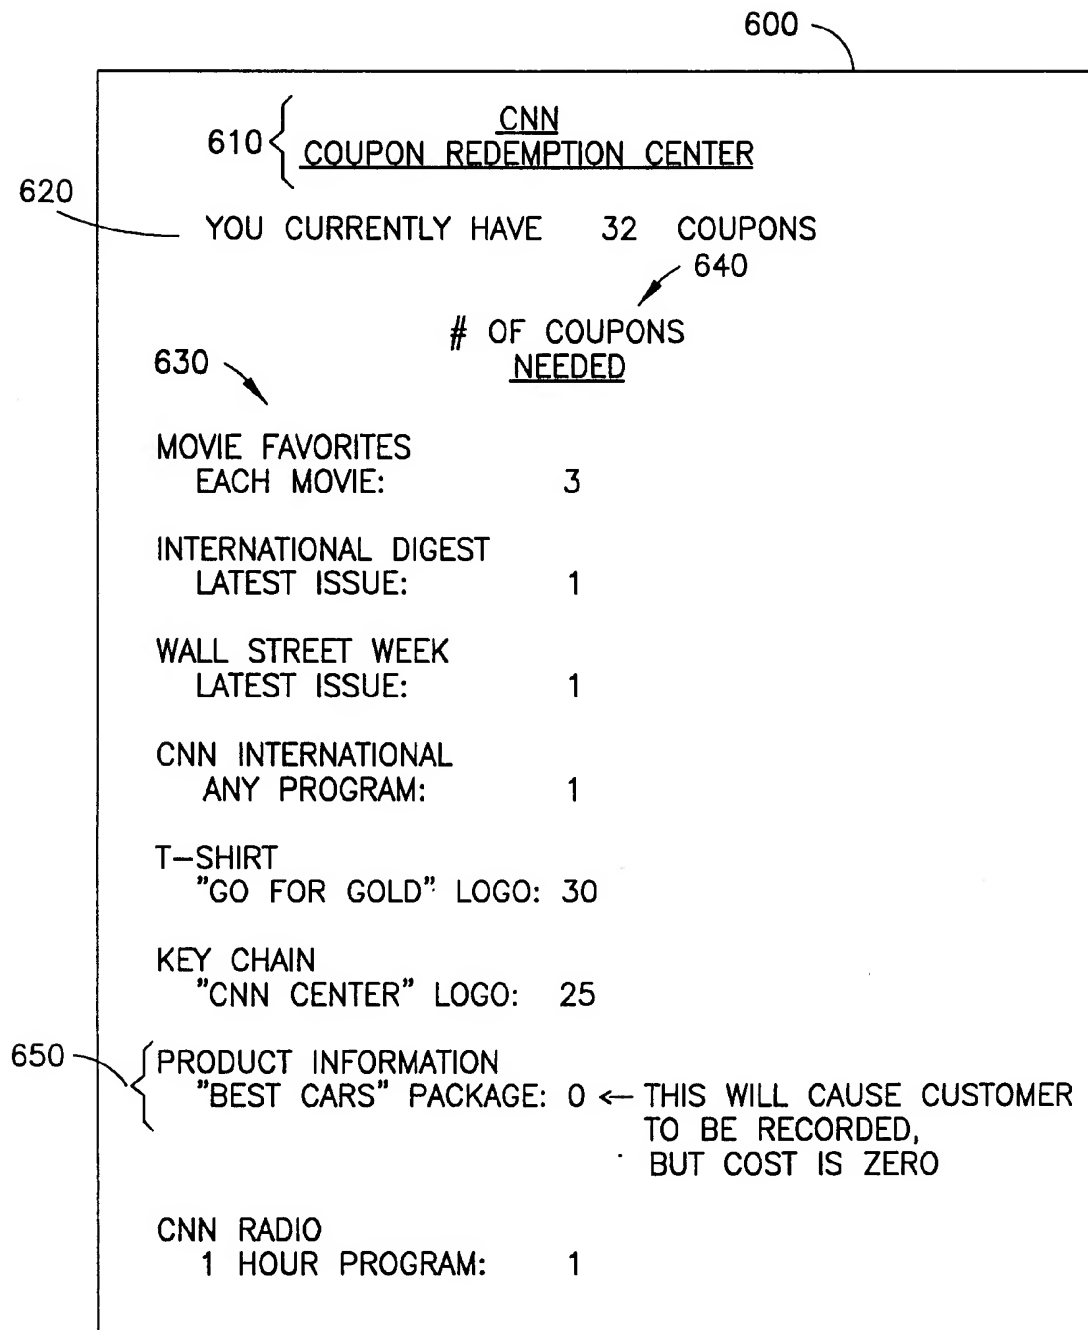 600
610 CNN
COUPON REDEMPTION CENTER
620
YOU CURRENTLY HAVE 32 COUPONS
640
# OF COUPONS
NEEDED
630
MOVIE FAVORITES
EACH MOVIE: 3
INTERNATIONAL DIGEST
LATEST ISSUE: 1
WALL STREET WEEK
LATEST ISSUE: 1
CNN INTERNATIONAL
ANY PROGRAM: 1
T-SHIRT
"GO FOR GOLD" LOGO: 30
KEY CHAIN
"CNN CENTER" LOGO: 25
650 PRODUCT INFORMATION
"BEST CARS" PACKAGE: 0 ← THIS WILL CAUSE CUSTOMER
TO BE RECORDED,
BUT COST IS ZERO
CNN RADIO
1 HOUR PROGRAM: 1